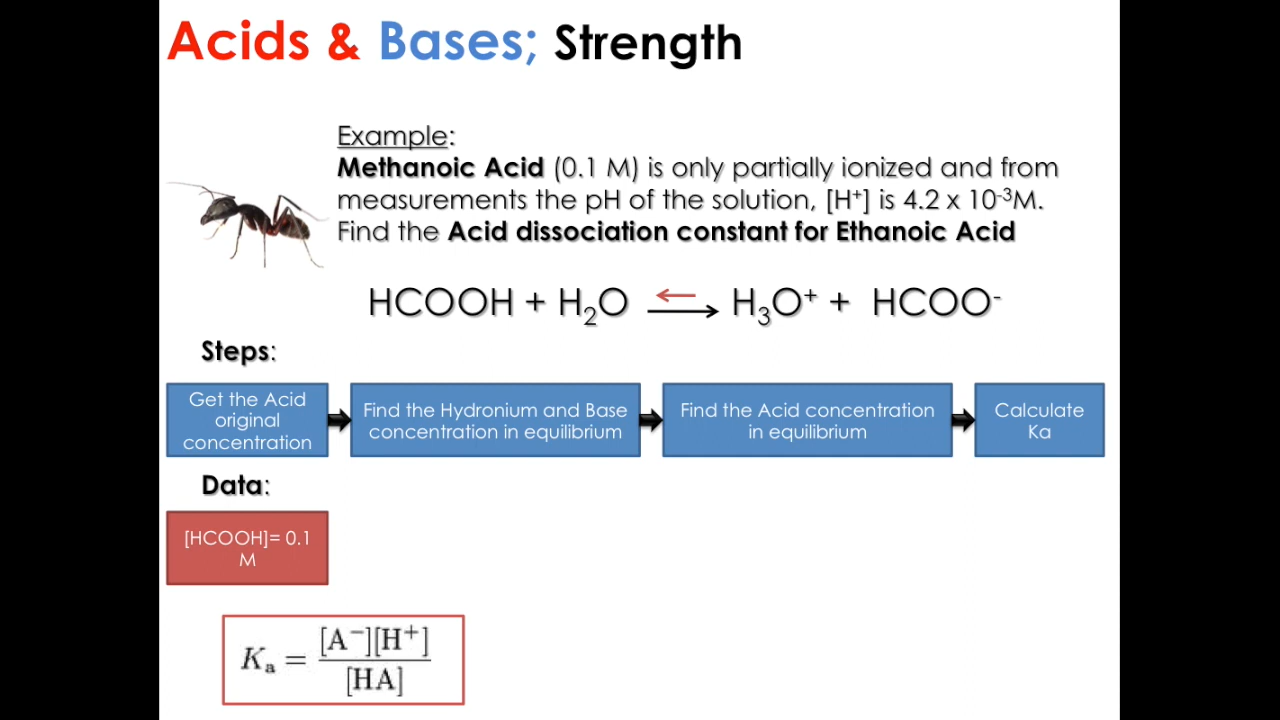 Acids & Bases; Strength
Example:
Methanoic Acid (0.1 M) is only partially ionized and from
measurements the pH of the solution, [H⁺] is 4.2 x 10⁻³M.
Find the Acid dissociation constant for Ethanoic Acid
HCOOH + H₂O ⇌ H₃O⁺ + HCOO⁻
Steps:
Get the Acid
original
concentration
Find the Hydronium and Base
concentration in equilibrium
Find the Acid concentration
in equilibrium
Calculate
Ka
Data:
[HCOOH]= 0.1
M
Kₐ = [A⁻][H⁺] / [HA]